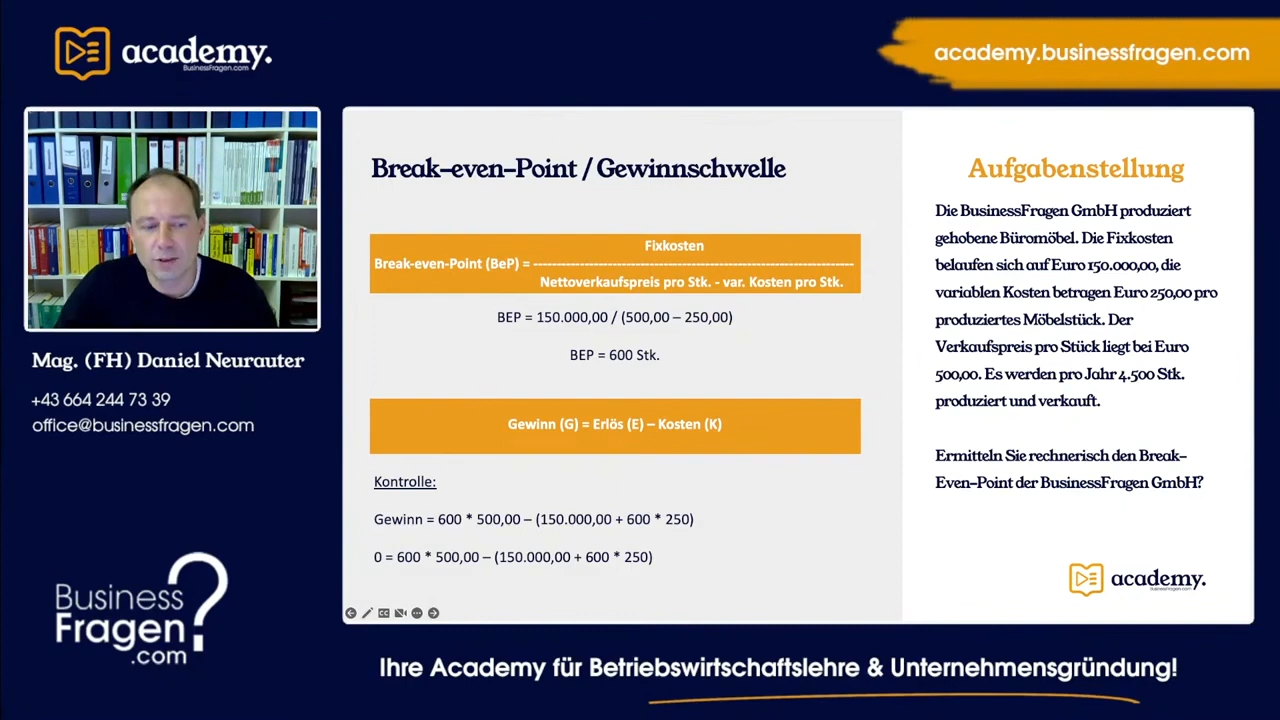 academy.
BusinessFragen.com
academy.businessfragen.com
Mag. (FH) Daniel Neurauter
+43 664 244 73 39
office@businessfragen.com
Business
Fragen
.com
?
Break-even-Point / Gewinnschwelle
Fixkosten
Break-even-Point (BeP) = ------------------------------------------------------------
Nettoverkaufspreis pro Stk. - var. Kosten pro Stk.
BEP = 150.000,00 / (500,00 – 250,00)
BEP = 600 Stk.
Gewinn (G) = Erlös (E) – Kosten (K)
Kontrolle:
Gewinn = 600 * 500,00 – (150.000,00 + 600 * 250)
0 = 600 * 500,00 – (150.000,00 + 600 * 250)
Aufgabenstellung
Die BusinessFragen GmbH produziert
gehobene Büromöbel. Die Fixkosten
belaufen sich auf Euro 150.000,00, die
variablen Kosten betragen Euro 250,00 pro
produziertes Möbelstück. Der
Verkaufspreis pro Stück liegt bei Euro
500,00. Es werden pro Jahr 4.500 Stk.
produziert und verkauft.
Ermitteln Sie rechnerisch den Break-
Even-Point der BusinessFragen GmbH?
academy.
BusinessFragen.com
Ihre Academy für Betriebswirtschaftslehre & Unternehmensgründung!